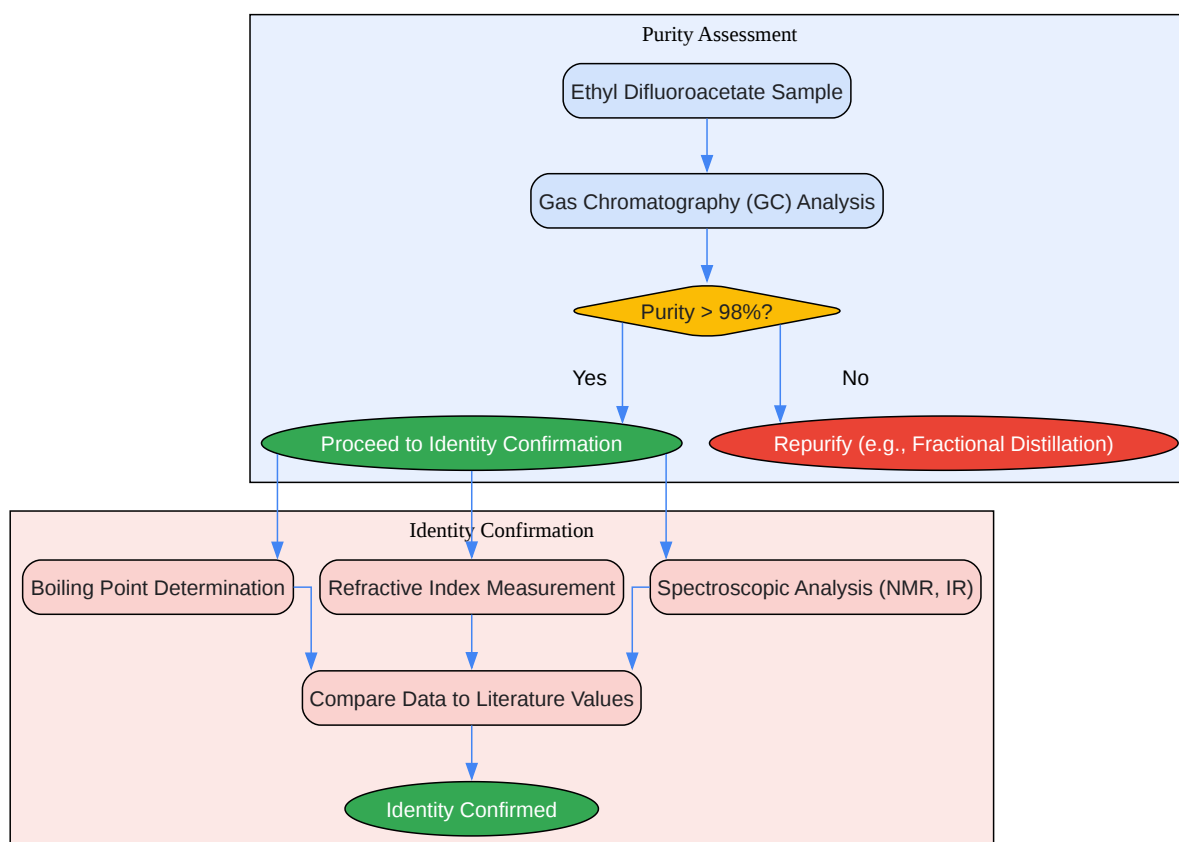 Purity Assessment
Ethyl Difluoroacetate Sample
Gas Chromatography (GC) Analysis
Purity > 98%?
Yes
No
Proceed to Identity Confirmation
Repurify (e.g., Fractional Distillation)
Identity Confirmation
Boiling Point Determination
Refractive Index Measurement
Spectroscopic Analysis (NMR, IR)
Compare Data to Literature Values
Identity Confirmed